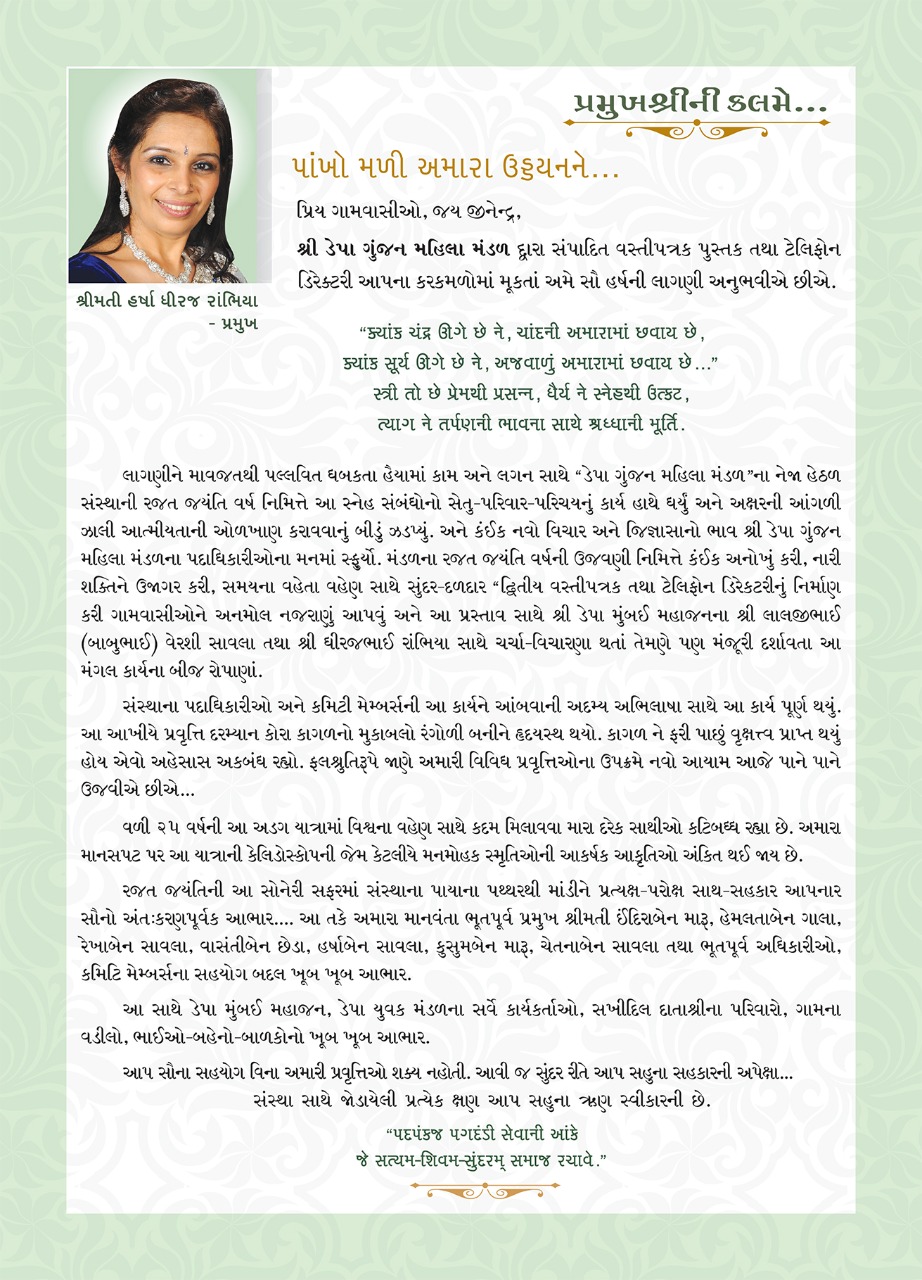 પ્રમુખશ્રીની કલમે...
પાંખો મળી અમારા ઉડ્ડયનને...
પ્રિય ગામવાસીઓ, જય જીનેન્દ્ર,
શ્રી ડેપા ગુંજન મહિલા મંડળ દ્વારા સંપાદિત વસ્તીપત્રક પુસ્તક તથા ટેલિફોન
ડિરેક્ટરી આપના કરકમળોમાં મૂકતાં અમે સૌ હર્ષની લાગણી અનુભવીએ છીએ.
શ્રીમતી હર્ષા ધીરજ રાંભિયા
- પ્રમુખ
“ક્યાંક ચંદ્ર ઊગે છે ને, ચાંદની અમારામાં છવાય છે,
ક્યાંક સૂર્ય ઊગે છે ને, અજવાળું અમારામાં છવાય છે...”
સ્ત્રી તો છે પ્રેમથી પ્રસન્ન, ધૈર્ય ને સ્નેહથી ઉત્કટ,
ત્યાગ ને તર્પણની ભાવના સાથે શ્રધ્ધાની મૂર્તિ.
લાગણીને માવજતથી પલ્લવિત ધબકતા હૈયામાં કામ અને લગન સાથે “ડેપા ગુંજન મહિલા મંડળ”ના નેજા હેઠળ
સંસ્થાની રજત જયંતિ વર્ષ નિમિત્તે આ સ્નેહ સંબંધોનો સેતુ-પરિવાર-પરિચયનું કાર્ય હાથે ધર્યું અને અક્ષરની આંગળી
ઝાલી આત્મીયતાની ઓળખાણ કરાવવાનું બીડું ઝડપ્યું. અને કંઈક નવો વિચાર અને જિજ્ઞાસાનો ભાવ શ્રી ડેપા ગુંજન
મહિલા મંડળના પદાધિકારીઓના મનમાં સ્ફુર્યો. મંડળના રજત જયંતિ વર્ષની ઉજવણી નિમિત્તે કંઈક અનોખું કરી, નારી
શક્તિને ઉજાગર કરી, સમયના વહેતા વહેણ સાથે સુંદર-દળદાર “દ્વિતીય વસ્તીપત્રક તથા ટેલિફોન ડિરેક્ટરીનું નિર્માણ
કરી ગામવાસીઓને અનમોલ નજરાણું આપવું અને આ પ્રસ્તાવ સાથે શ્રી ડેપા મુંબઈ મહાજનના શ્રી લાલજીભાઈ
(બાબુભાઈ) વેરશી સાવલા તથા શ્રી ધીરજભાઈ રાંભિયા સાથે ચર્ચા-વિચારણા થતાં તેમણે પણ મંજૂરી દર્શાવતા આ
મંગલ કાર્યના બીજ રોપાણાં.
સંસ્થાના પદાધિકારીઓ અને કમિટી મેમ્બર્સની આ કાર્યને આંબવાની અદમ્ય અભિલાષા સાથે આ કાર્ય પૂર્ણ થયું.
આ આખીયે પ્રવૃત્તિ દરમ્યાન કોરા કાગળનો મુકાબલો રંગોળી બનીને હૃદયસ્થ થયો. કાગળ ને ફરી પાછું વૃક્ષત્ત્વ પ્રાપ્ત થયું
હોય એવો અહેસાસ અકબંધ રહ્યો. ફલશ્રુતિરૂપે જાણે અમારી વિવિધ પ્રવૃત્તિઓના ઉપક્રમે નવો આયામ આજે પાને પાને
ઉજવીએ છીએ...
વળી ૨૫ વર્ષની આ અડગ યાત્રામાં વિશ્વના વહેણ સાથે કદમ મિલાવવા મારા દરેક સાથીઓ કટિબધ્ધ રહ્યા છે. અમારા
માનસપટ પર આ યાત્રાની કેલિડોસ્કોપની જેમ કેટલીયે મનમોહક સ્મૃતિઓની આકર્ષક આકૃતિઓ અંકિત થઈ જાય છે.
રજત જયંતિની આ સોનેરી સફરમાં સંસ્થાના પાયાના પથ્થરથી માંડીને પ્રત્યક્ષ-પરોક્ષ સાથ-સહકાર આપનાર
સૌનો અંતઃકરણપૂર્વક આભાર.... આ તકે અમારા માનવંતા ભૂતપૂર્વ પ્રમુખ શ્રીમતી ઈંદિરાબેન મારૂ, હેમલતાબેન ગાલા,
રેખાબેન સાવલા, વાસંતીબેન છેડા, હર્ષાબેન સાવલા, કુસુમબેન મારૂ, ચેતનાબેન સાવલા તથા ભૂતપૂર્વ અધિકારીઓ,
કમિટિ મેમ્બર્સના સહયોગ બદલ ખૂબ ખૂબ આભાર.
આ સાથે ડેપા મુંબઈ મહાજન, ડેપા યુવક મંડળના સર્વે કાર્યકર્તાઓ, સખીદિલ દાતાશ્રીના પરિવારો, ગામના
વડીલો, ભાઈઓ-બહેનો-બાળકોનો ખૂબ ખૂબ આભાર.
આપ સૌના સહયોગ વિના અમારી પ્રવૃત્તિઓ શક્ય નહોતી. આવી જ સુંદર રીતે આપ સહુના સહકારની અપેક્ષા...
સંસ્થા સાથે જોડાયેલી પ્રત્યેક ક્ષણ આપ સહુના ઋણ સ્વીકારની છે.
“પદપંકજ પગદંડી સેવાની આંકે
જે સત્યમ-શિવમ-સુંદરમ્ સમાજ રચાવે.”